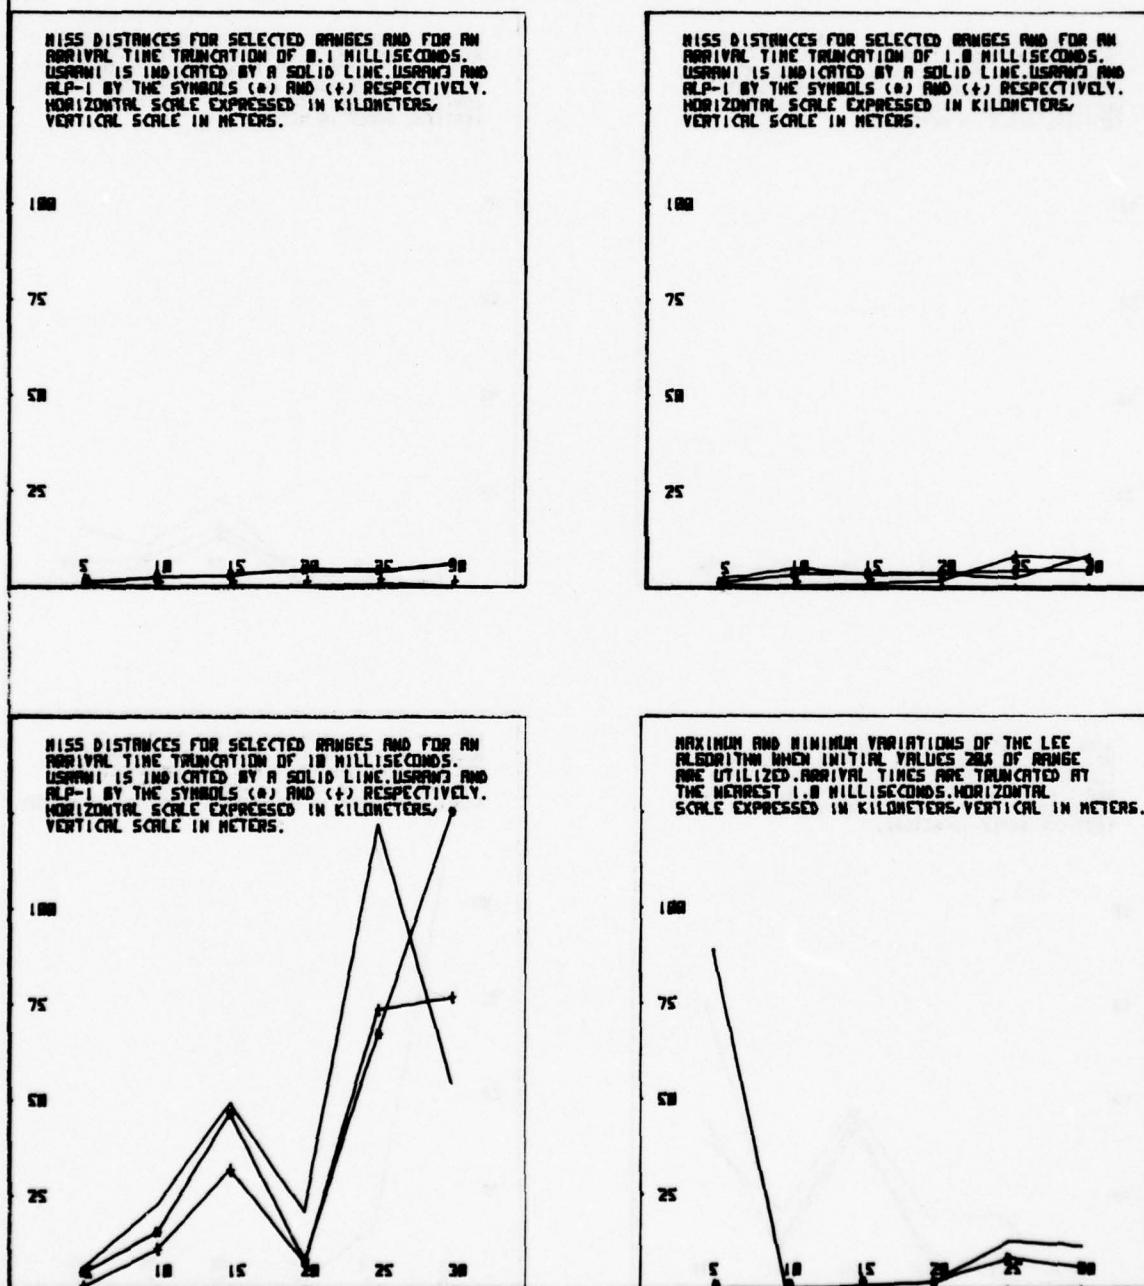 MISS DISTANCES FOR SELECTED RANGES AND FOR AN
ARRIVAL TIME TRUNCATION OF 0.1 MILLISECONDS.
USRAN1 IS INDICATED BY A SOLID LINE.USRAN3 AND
ALP-1 BY THE SYMBOLS (*) AND (+) RESPECTIVELY.
HORIZONTAL SCALE EXPRESSED IN KILOMETERS,
VERTICAL SCALE IN METERS.
100
75
50
25
5 10 15 20 25 30
MISS DISTANCES FOR SELECTED RANGES AND FOR AN
ARRIVAL TIME TRUNCATION OF 1.0 MILLISECONDS.
USRAN1 IS INDICATED BY A SOLID LINE.USRAN3 AND
ALP-1 BY THE SYMBOLS (*) AND (+) RESPECTIVELY.
HORIZONTAL SCALE EXPRESSED IN KILOMETERS,
VERTICAL SCALE IN METERS.
100
75
50
25
5 10 15 20 25 30
MISS DISTANCES FOR SELECTED RANGES AND FOR AN
ARRIVAL TIME TRUNCATION OF 10 MILLISECONDS.
USRAN1 IS INDICATED BY A SOLID LINE.USRAN3 AND
ALP-1 BY THE SYMBOLS (*) AND (+) RESPECTIVELY.
HORIZONTAL SCALE EXPRESSED IN KILOMETERS,
VERTICAL SCALE IN METERS.
100
75
50
25
5 10 15 20 25 30
MAXIMUM AND MINIMUM VARIATIONS OF THE LEE
ALGORITHM WHEN INITIAL VALUES 20% OF RANGE
ARE UTILIZED.ARRIVAL TIMES ARE TRUNCATED AT
THE NEAREST 1.0 MILLISECONDS.HORIZONTAL
SCALE EXPRESSED IN KILOMETERS,VERTICAL IN METERS.
100
75
50
25
5 10 15 20 25 30